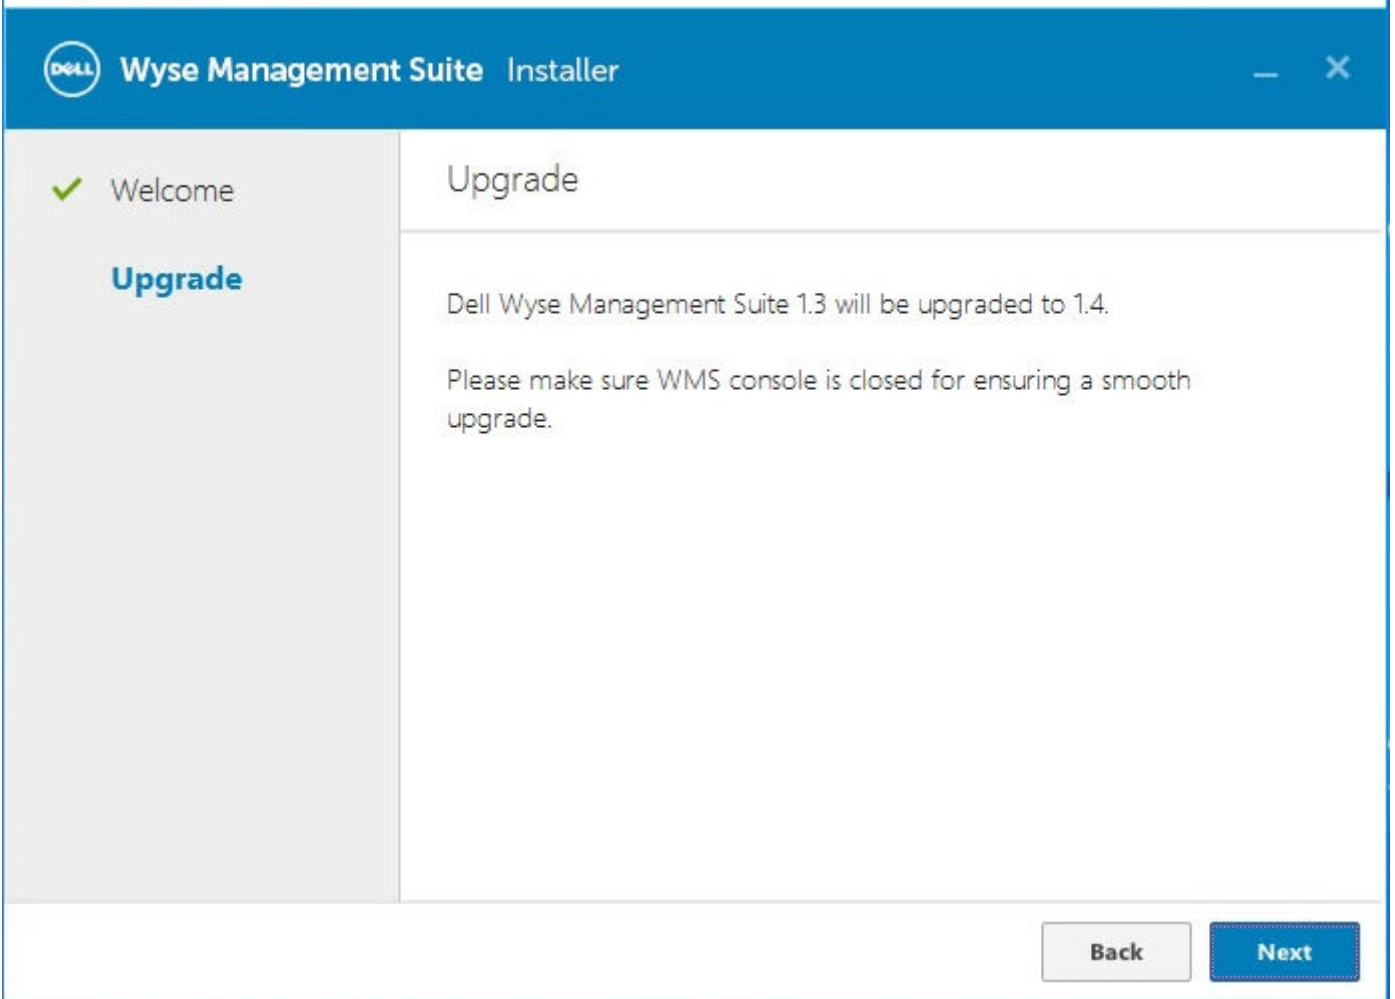 DELL Wyse Management Suite Installer
Welcome
Upgrade
Upgrade
Dell Wyse Management Suite 1.3 will be upgraded to 1.4.
Please make sure WMS console is closed for ensuring a smooth
upgrade.
Back Next